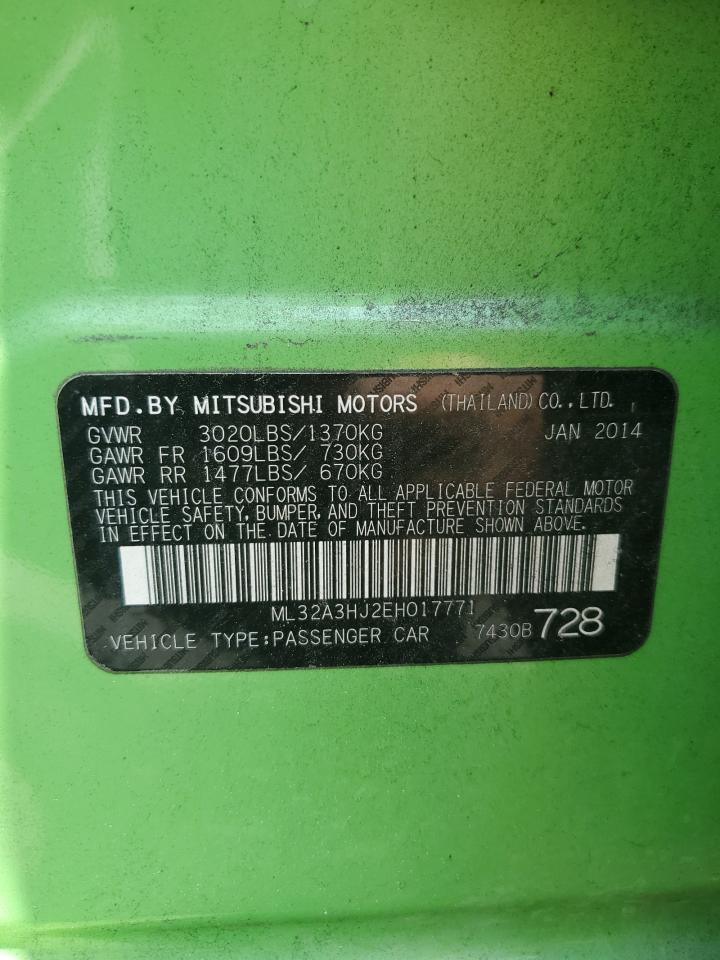 MFD.BY MITSUBISHI MOTORS (THAILAND) CO.,LTD.
GVWR 3020LBS/1370KG JAN 2014
GAWR FR 1609LBS/ 730KG
GAWR RR 1477LBS/ 670KG
THIS VEHICLE CONFORMS TO ALL APPLICABLE FEDERAL MOTOR
VEHICLE SAFETY, BUMPER, AND THEFT PREVENTION STANDARDS
IN EFFECT ON THE DATE OF MANUFACTURE SHOWN ABOVE.
ML32A3HJ2EH017771
VEHICLE TYPE:PASSENGER CAR 7430B 728